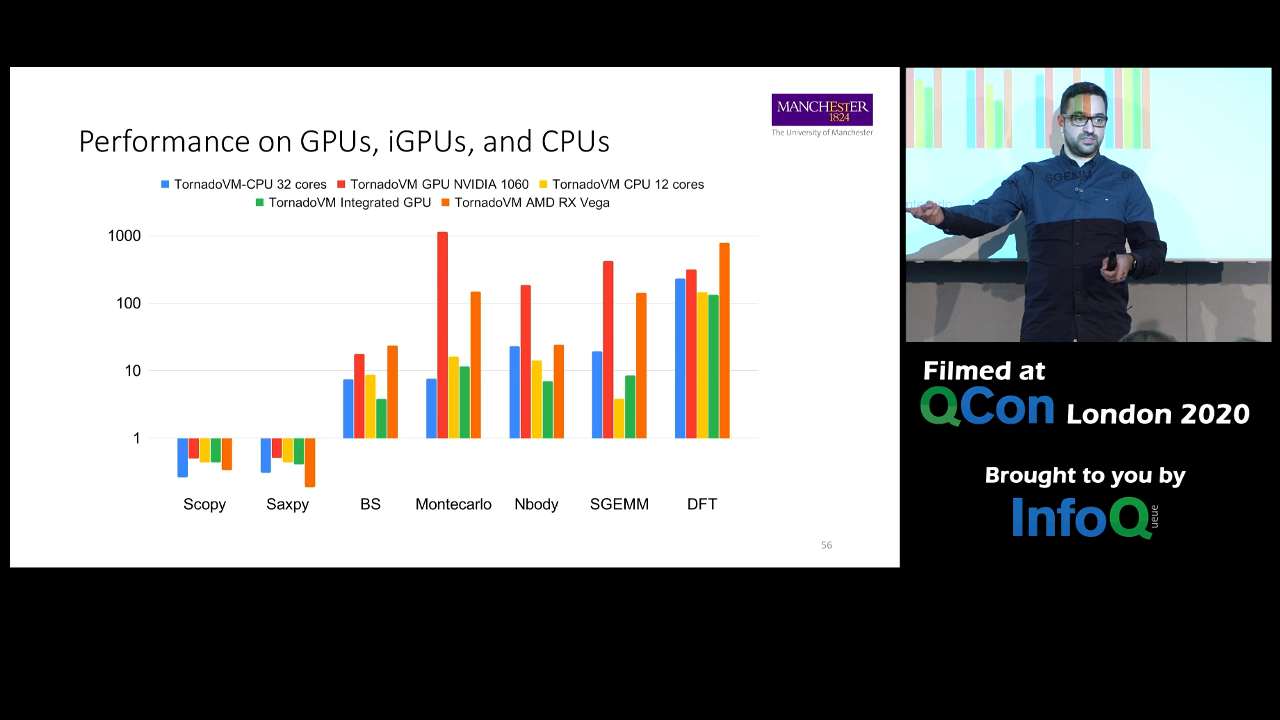 MANCHESTER
1824
The University of Manchester
Performance on GPUs, iGPUs, and CPUs
TornadoVM-CPU 32 cores TornadoVM GPU NVIDIA 1060 TornadoVM CPU 12 cores
TornadoVM Integrated GPU TornadoVM AMD RX Vega
1000
100
10
1
Scopy Saxpy BS Montecarlo Nbody SGEMM DFT
56
SGEMM
Filmed at
QCon London 2020
Brought to you by
InfoQ
ueue